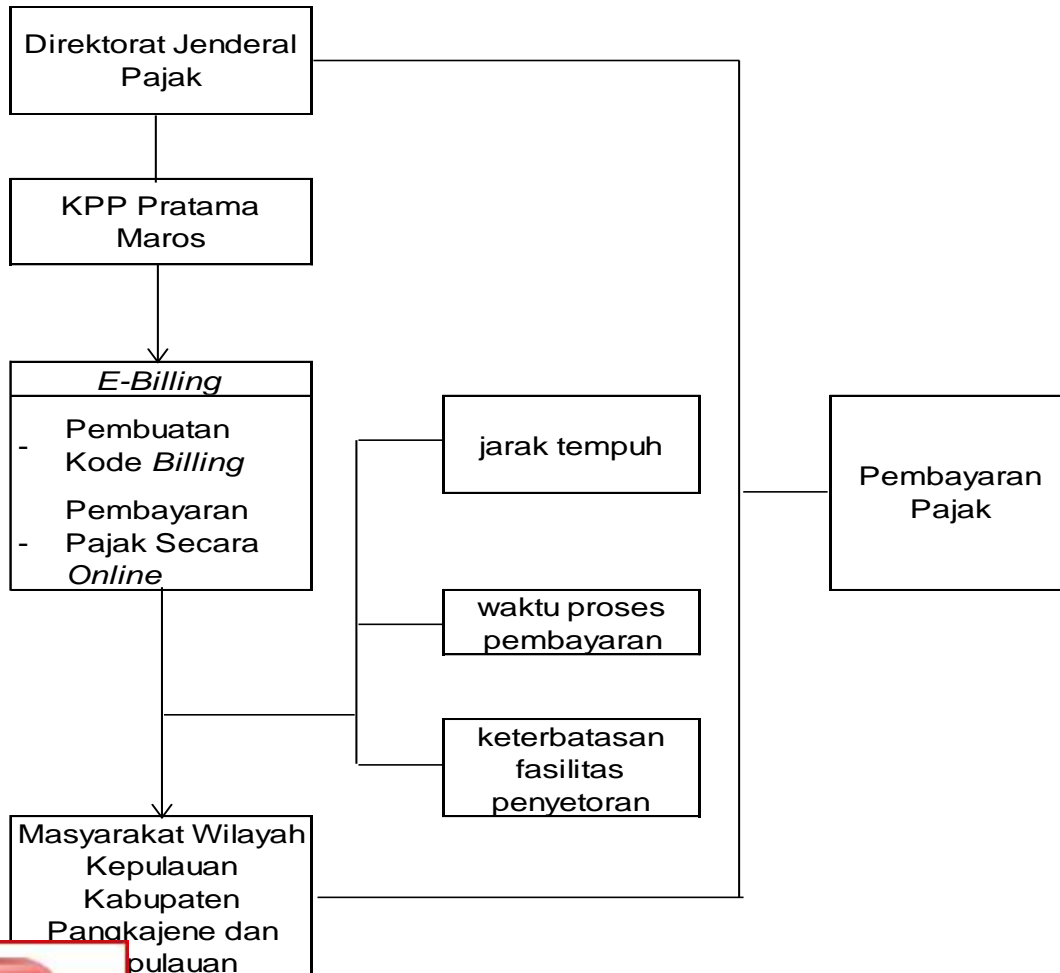 Direktorat Jenderal
Pajak
KPP Pratama
Maros
E-Billing
- Pembuatan
Kode Billing
- Pembayaran
Pajak Secara
Online
jarak tempuh
waktu proses
pembayaran
keterbatasan
fasilitas
penyetoran
Pembayaran
Pajak
Masyarakat Wilayah
Kepulauan
Kabupaten
Pangkajene dan
pulauan